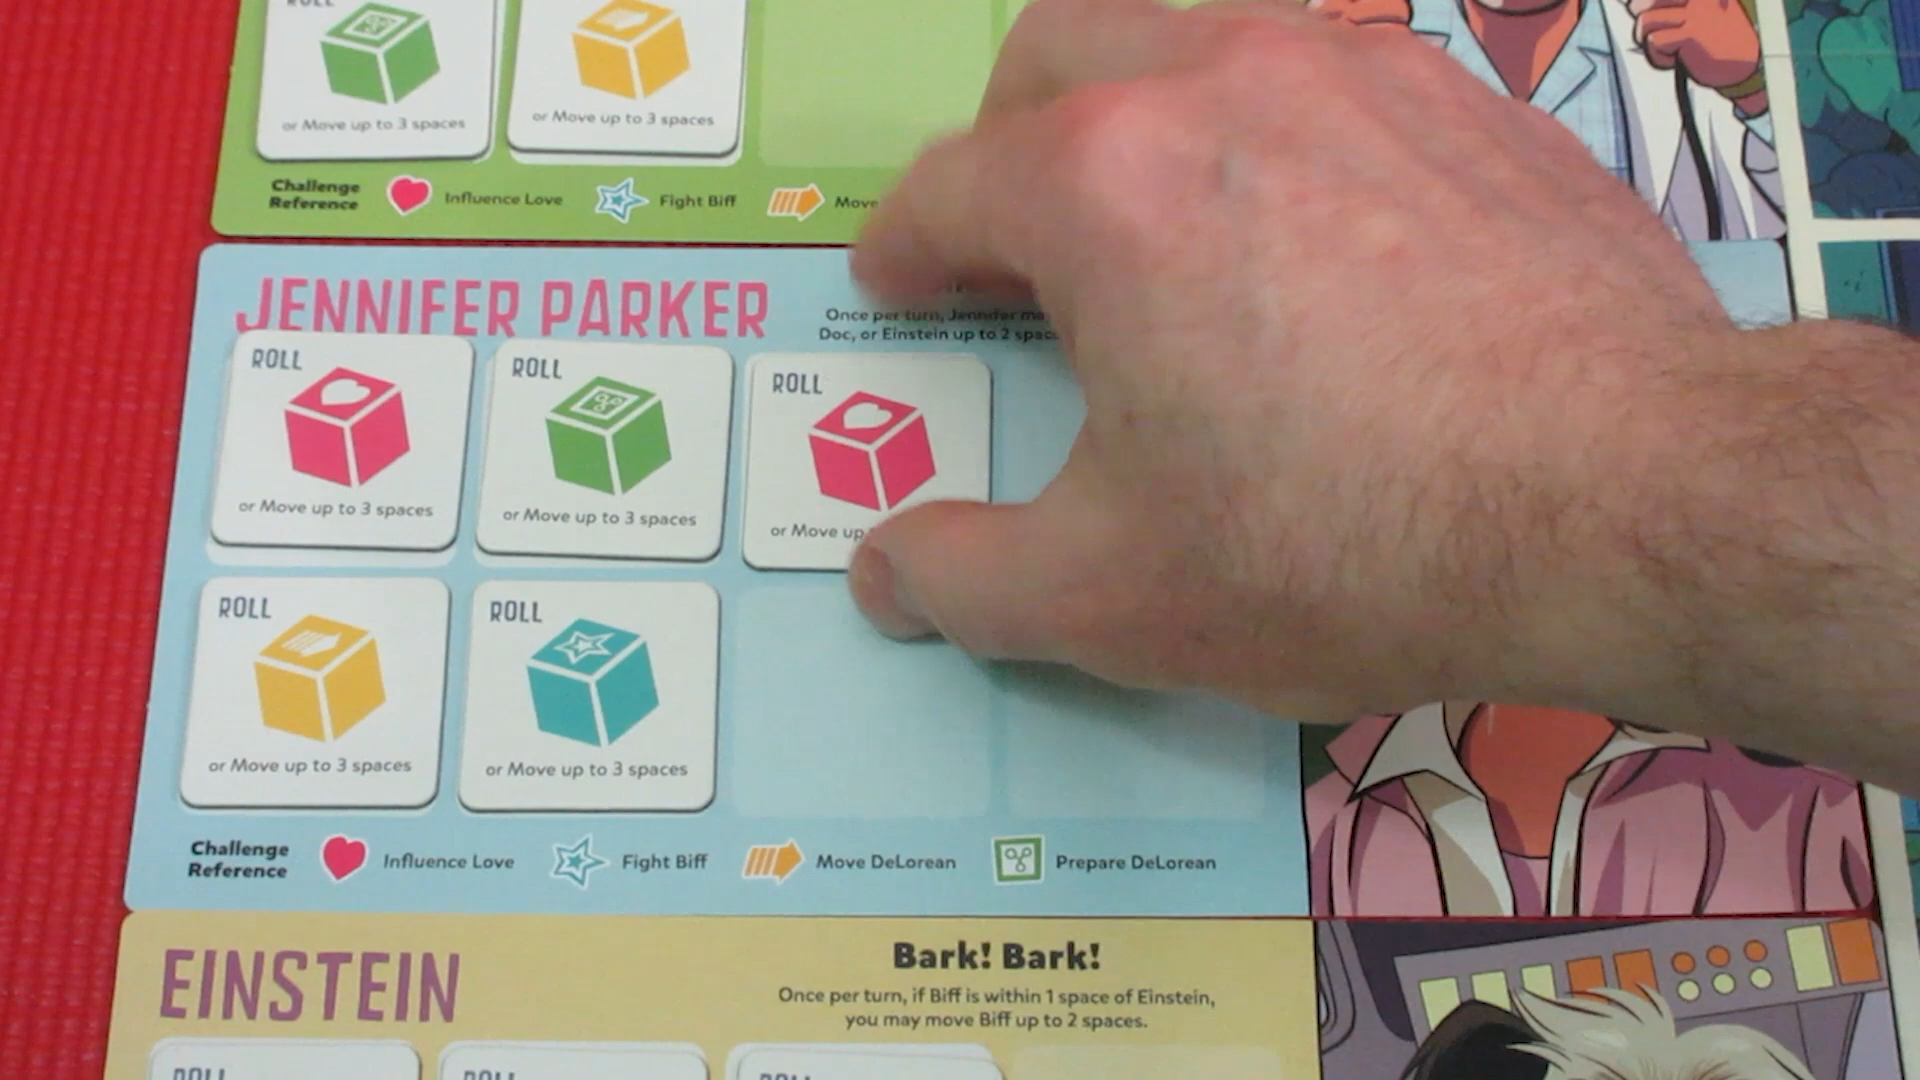 ROLL
or Move up to 3 spaces
or Move up to 3 spaces
Challenge
Reference
Influence Love
Fight Biff
Move
JENNIFER PARKER
Once per turn, Jennifer
Doc, or Einstein up to 2
ROLL
or Move up to 3 spaces
ROLL
or Move up to 3 spaces
ROLL
or Move up
ROLL
or Move up to 3 spaces
ROLL
or Move up to 3 spaces
Challenge
Reference
Influence Love
Fight Biff
Move DeLorean
Prepare DeLorean
EINSTEIN
Bark! Bark!
Once per turn, if Biff is within 1 space of Einstein,
you may move Biff up to 2 spaces.
ROLL
ROLL
ROLL